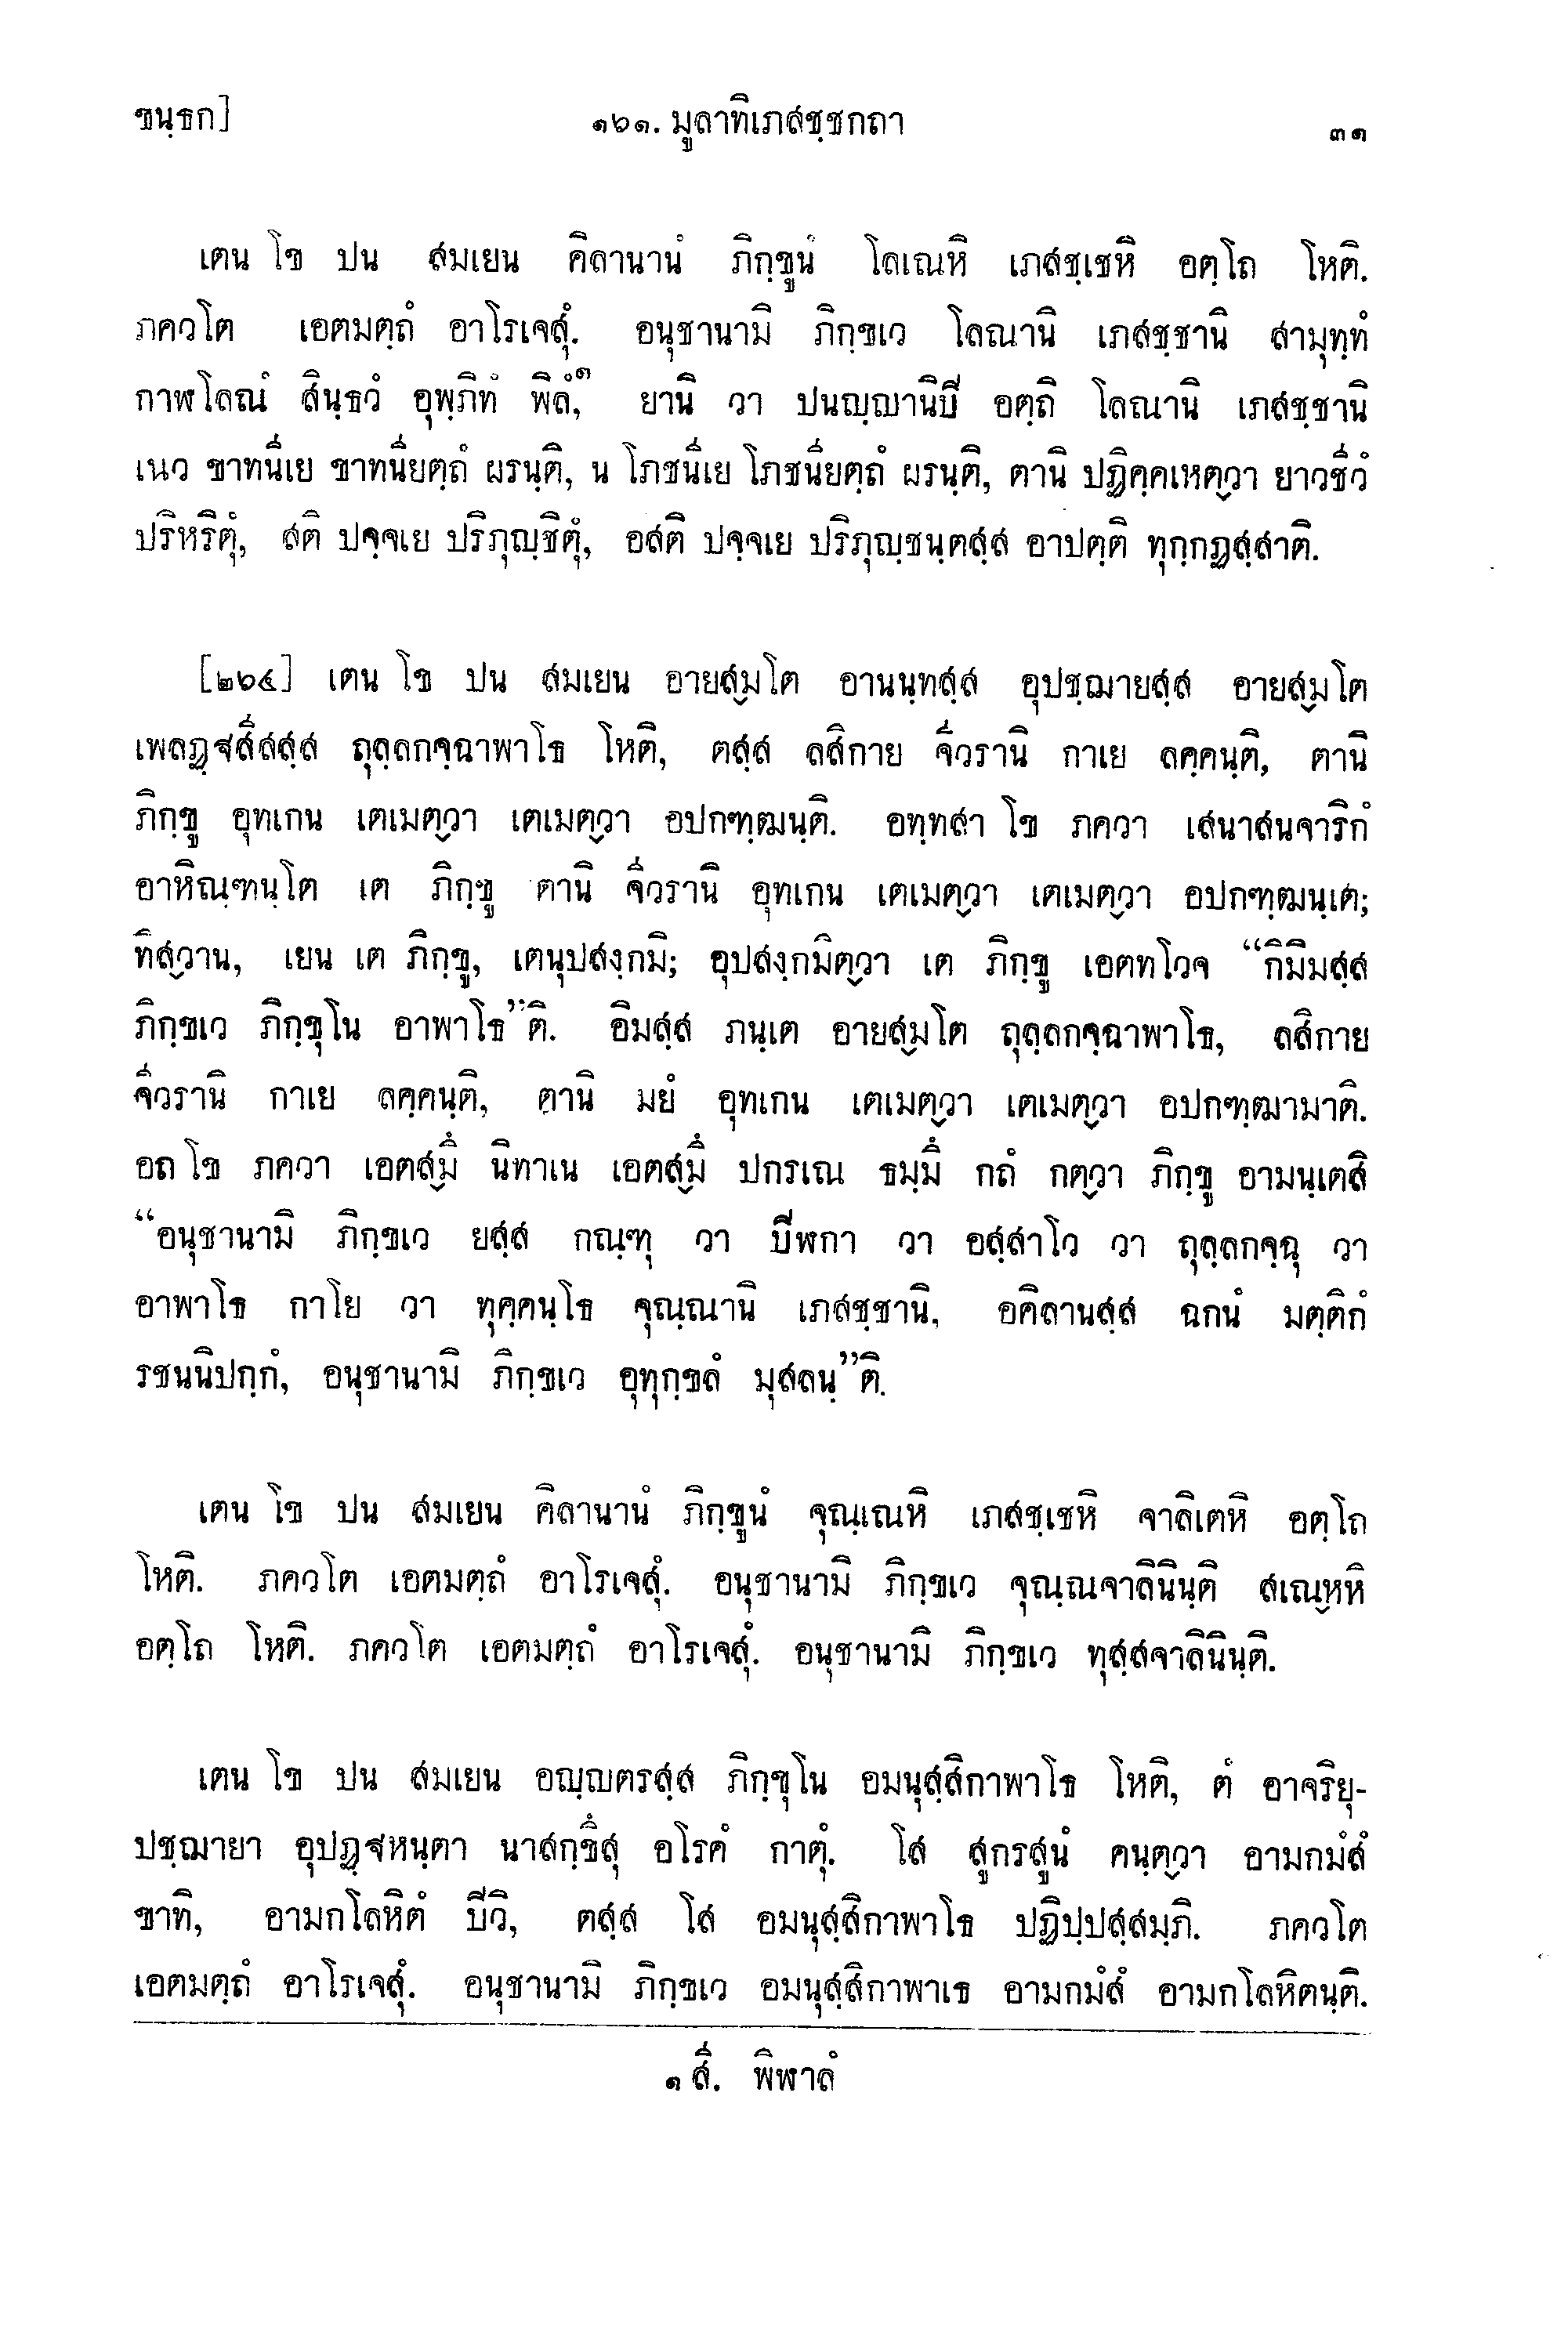 ขนฺธก]
๑๖๑. มูลาทิเภสชฺชกถา
๓๑
เตน โข ปน สมเยน คิลานานํ ภิกฺขูนํ โลเณหิ เภสชฺเชหิ อตฺโถ โหติ.
ภควโต เอตมตฺถํ อาโรเจสุํ. อนุชานามิ ภิกฺขเว โลณานิ เภสชฺชานิ สามุทฺทํ
กาฬโลณํ สินฺธวํ อุพฺภิทํ พิลํ,๑ ยานิ วา ปนญฺญานิปิ อตฺถิ โลณานิ เภสชฺชานิ
เนว ขาทนีเย ขาทนียตฺถํ ผรนฺติ, น โภชนีเย โภชนียตฺถํ ผรนฺติ, ตานิ ปฏิคฺคเหตฺวา ยาวชีวํ
ปริหริตุํ, สติ ปจฺจเย ปริภุญฺชิตุํ, อสติ ปจฺจเย ปริภุญฺชนฺตสฺส อาปตฺติ ทุกฺกฏสฺสาติ.
[๒๖๔] เตน โข ปน สมเยน อายสฺมโต อานนฺทสฺส อุปชฺฌายสฺส อายสฺมโต
เพลฏฺฐสีสสฺส ถุลฺลกจฺฉาพาโธ โหติ, ตสฺส ลสิกาย จีวรานิ กาเย ลคฺคนฺติ, ตานิ
ภิกฺขู อุทเกน เตเมตฺวา เตเมตฺวา อปกฑฺฒนฺติ. อทฺทสา โข ภควา เสนาสนจาริกํ
อาหิณฺฑนฺโต เต ภิกฺขู ตานิ จีวรานิ อุทเกน เตเมตฺวา เตเมตฺวา อปกฑฺฒนฺเต;
ทิสฺวาน, เยน เต ภิกฺขู, เตนุปสงฺกมิ; อุปสงฺกมิตฺวา เต ภิกฺขู เอตทโวจ “กิมิมสฺส
ภิกฺขเว ภิกฺขุโน อาพาโธ”ติ. อิมสฺส ภนฺเต อายสฺมโต ถุลฺลกจฺฉาพาโธ, ลสิกาย
จีวรานิ กาเย ลคฺคนฺติ, ตานิ มยํ อุทเกน เตเมตฺวา เตเมตฺวา อปกฑฺฒามาติ.
อถ โข ภควา เอตสฺมึ นิทาเน เอตสฺมึ ปกรเณ ธมฺมึ กถํ กตฺวา ภิกฺขู อามนฺเตสิ
“อนุชานามิ ภิกฺขเว ยสฺส กณฺฑุ วา ปีฬกา วา อสฺสาโว วา ถุลฺลกจฺฉุ วา
อาพาโธ กาโย วา ทุคฺคนฺโธ จุณฺณานิ เภสชฺชานิ, อคิลานสฺส ฉกนํ มตฺติกํ
รชนนิปกฺกํ, อนุชานามิ ภิกฺขเว อุทุกฺขลํ มุสลนฺ”ติ.
เตน โข ปน สมเยน คิลานานํ ภิกฺขูนํ จุณฺเณหิ เภสชฺเชหิ จาลิเตหิ อตฺโถ
โหติ. ภควโต เอตมตฺถํ อาโรเจสุํ. อนุชานามิ ภิกฺขเว จุณฺณจาลินินฺติ สเณฺหหิ
อตฺโถ โหติ. ภควโต เอตมตฺถํ อาโรเจสุํ. อนุชานามิ ภิกฺขเว ทุสฺสจาลินินฺติ.
เตน โข ปน สมเยน อญฺญตรสฺส ภิกฺขุโน อมนุสฺสิกาพาโธ โหติ, ตํ อาจริยุ-
ปชฺฌายา อุปฏฺฐหนฺตา นาสกฺขึสุ อโรคํ กาตุํ. โส สูกรสูนํ คนฺตฺวา อามกมํสํ
ขาทิ, อามกโลหิตํ ปิวิ, ตสฺส โส อมนุสฺสิกาพาโธ ปฏิปฺปสฺสมฺภิ. ภควโต
เอตมตฺถํ อาโรเจสุํ. อนุชานามิ ภิกฺขเว อมนุสฺสิกาพาเธ อามกมํสํ อามกโลหิตนฺติ.
๑ สี. พิฬาลํ